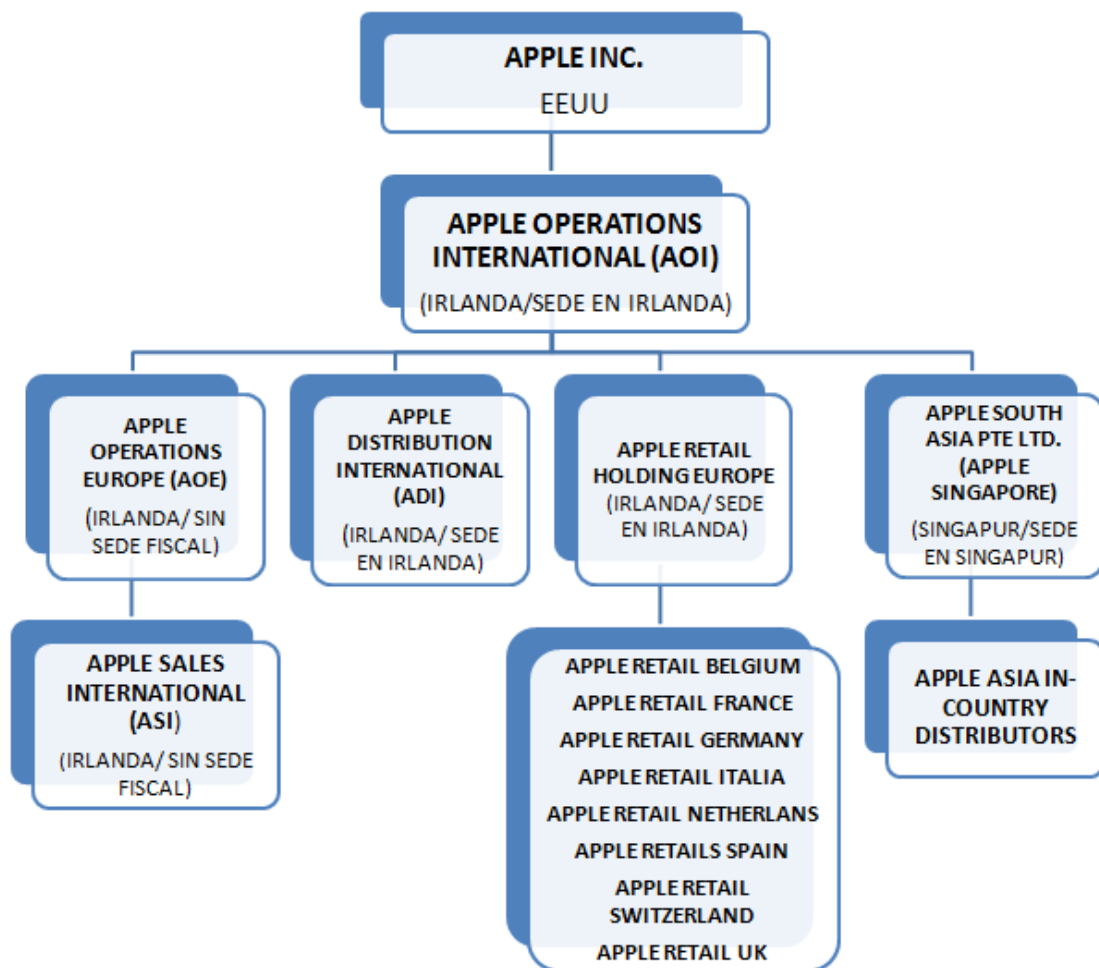 APPLE INC.
EEUU
APPLE OPERATIONS
INTERNATIONAL (AOI)
(IRLANDA/SEDE EN IRLANDA)
APPLE
OPERATIONS
EUROPE (AOE)
(IRLANDA/ SIN
SEDE FISCAL)
APPLE
DISTRIBUTION
INTERNATIONAL
(ADI)
(IRLANDA/ SEDE
EN IRLANDA)
APPLE RETAIL
HOLDING EUROPE
(IRLANDA/ SEDE
EN IRLANDA)
APPLE SOUTH
ASIA PTE LTD.
(APPLE
SINGAPORE)
(SINGAPUR/SEDE
EN SINGAPUR)
APPLE SALES
INTERNATIONAL
(ASI)
(IRLANDA/ SIN SEDE
FISCAL)
APPLE RETAIL BELGIUM
APPLE RETAIL FRANCE
APPLE RETAIL GERMANY
APPLE RETAIL ITALIA
APPLE RETAIL NETHERLANS
APPLE RETAILS SPAIN
APPLE RETAIL
SWITZERLAND
APPLE RETAIL UK
APPLE ASIA IN-
COUNTRY
DISTRIBUTORS